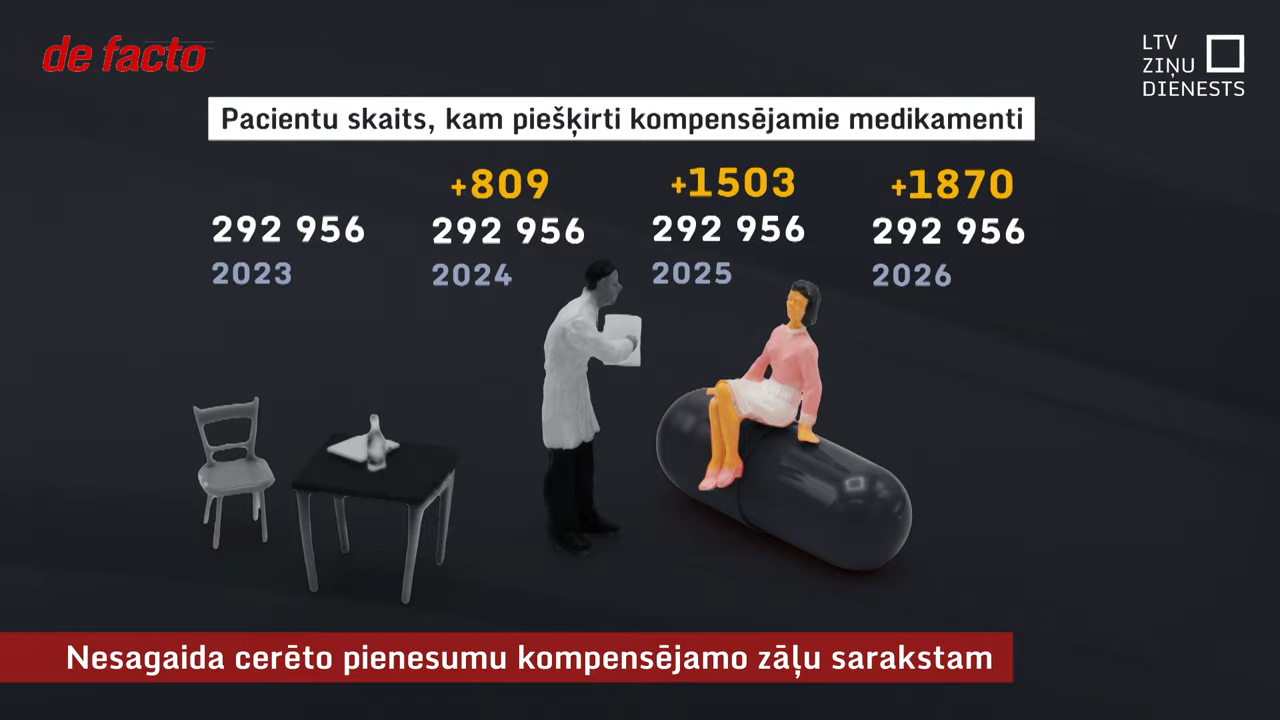 de facto
LTV
ZIŅU
DIENESTS
Pacientu skaits, kam piešķirti kompensējamie medikamenti
+809 +1503 +1870
292 956 292 956 292 956 292 956
2023 2024 2025 2026
Nesagaida cerēto pienesumu kompensējamo zāļu sarakstam